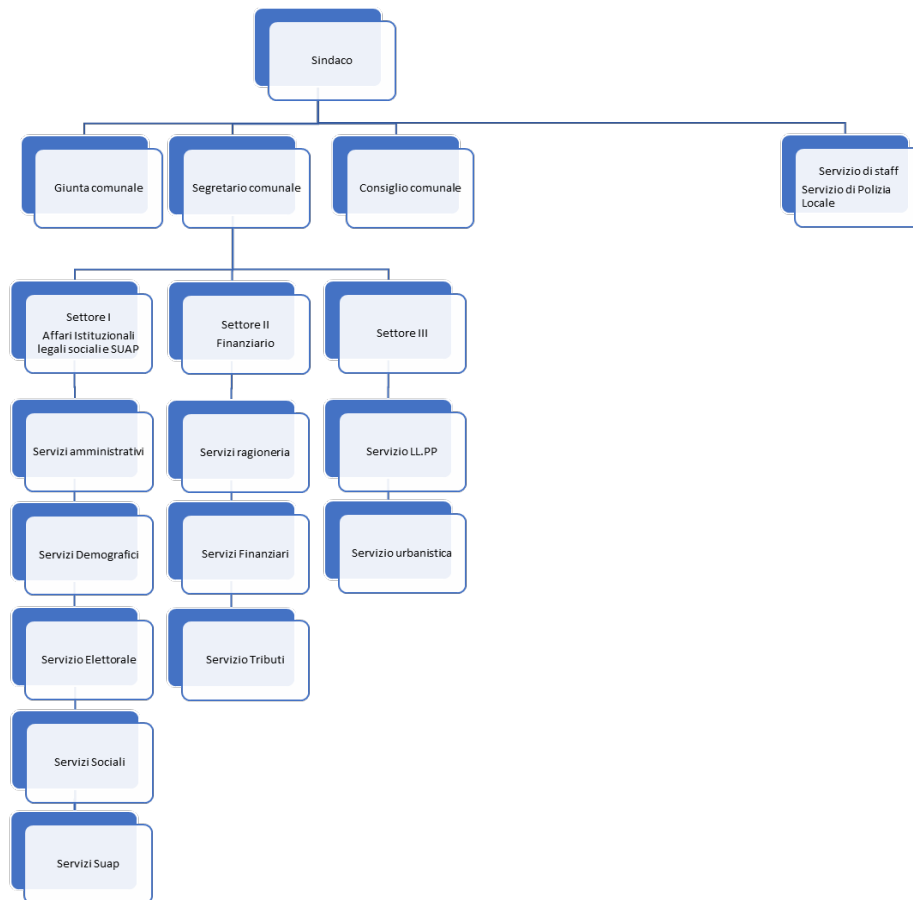 Sindaco
Giunta comunale
Segretario comunale
Consiglio comunale
Servizio di staff
Servizio di Polizia
Locale
Settore I
Affari Istituzionali
legali sociali e SUAP
Settore II
Finanziario
Settore III
Servizi amministrativi
Servizi ragioneria
Servizio LL.PP
Servizi Demografici
Servizi Finanziari
Servizio urbanistica
Servizio Elettorale
Servizio Tributi
Servizi Sociali
Servizi Suap